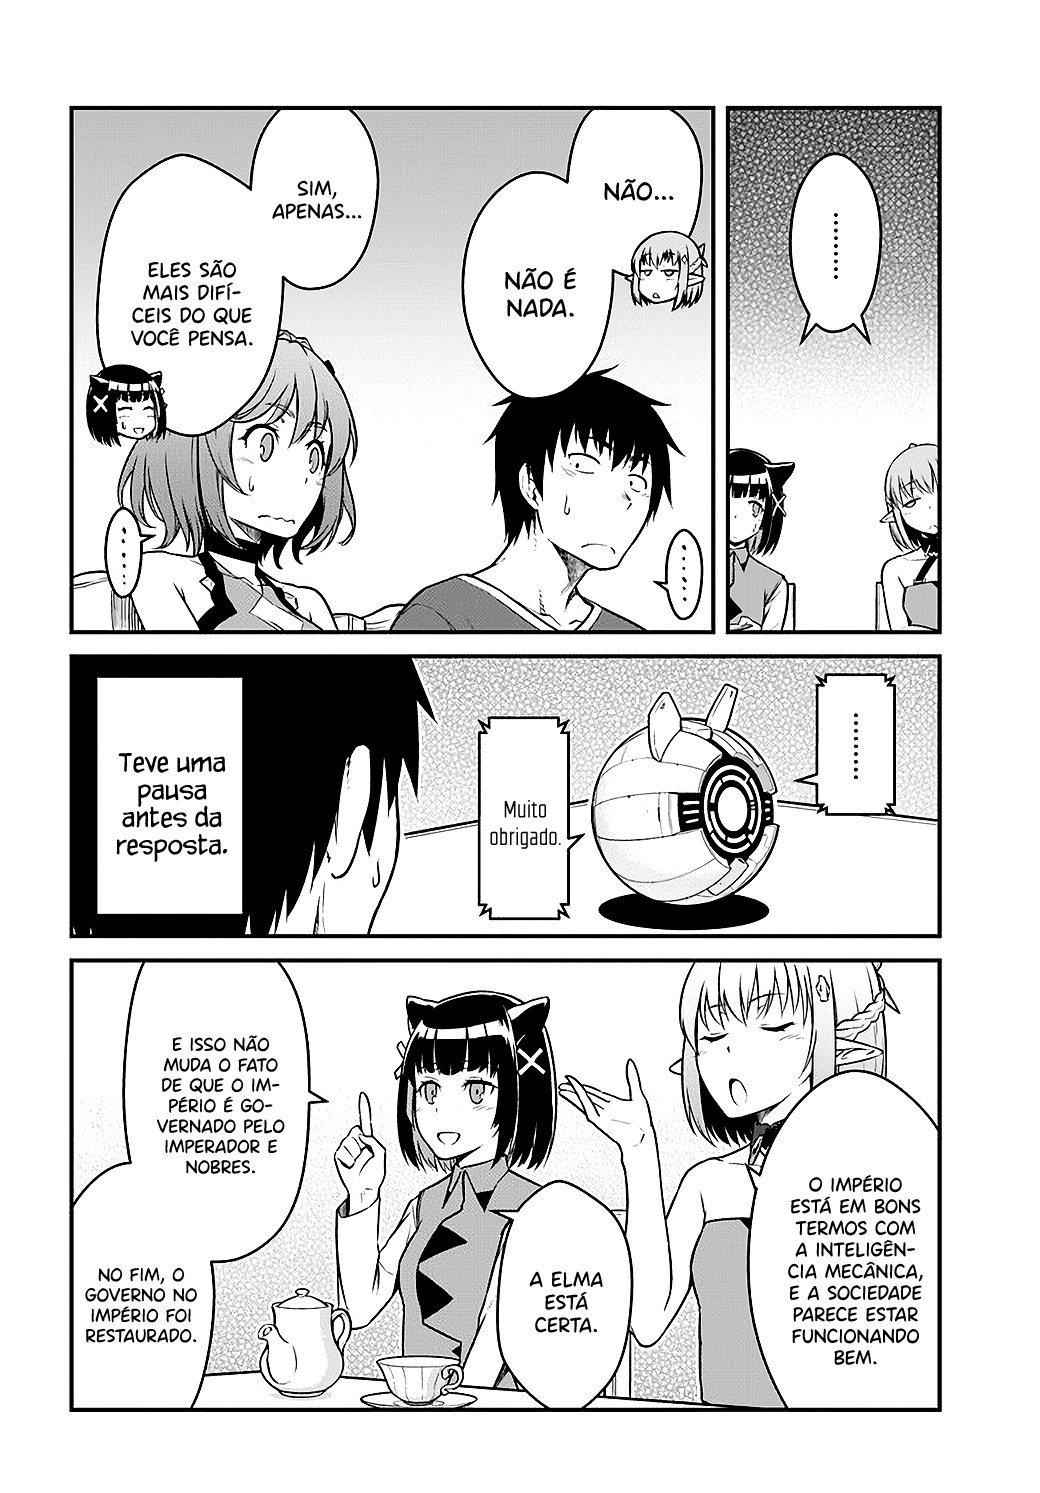 ………
NÃO...
NÃO É
NADA.
……
SIM,
APENAS...
ELES SÃO
MAIS DIFÍ-
CEIS DO QUE
VOCÊ PENSA.
……
………
Muito
obrigado.
Teve uma
pausa
antes da
resposta.
O IMPÉRIO
ESTÁ EM BONS
TERMOS COM
A INTELIGÊN-
CIA MECÂNICA,
E A SOCIEDADE
PARECE ESTAR
FUNCIONANDO
BEM.
A ELMA
ESTÁ
CERTA.
E ISSO NÃO
MUDA O FATO
DE QUE O IM-
PÉRIO É GO-
VERNADO PELO
IMPERADOR E
NOBRES.
NO FIM, O
GOVERNO NO
IMPÉRIO FOI
RESTAURADO.